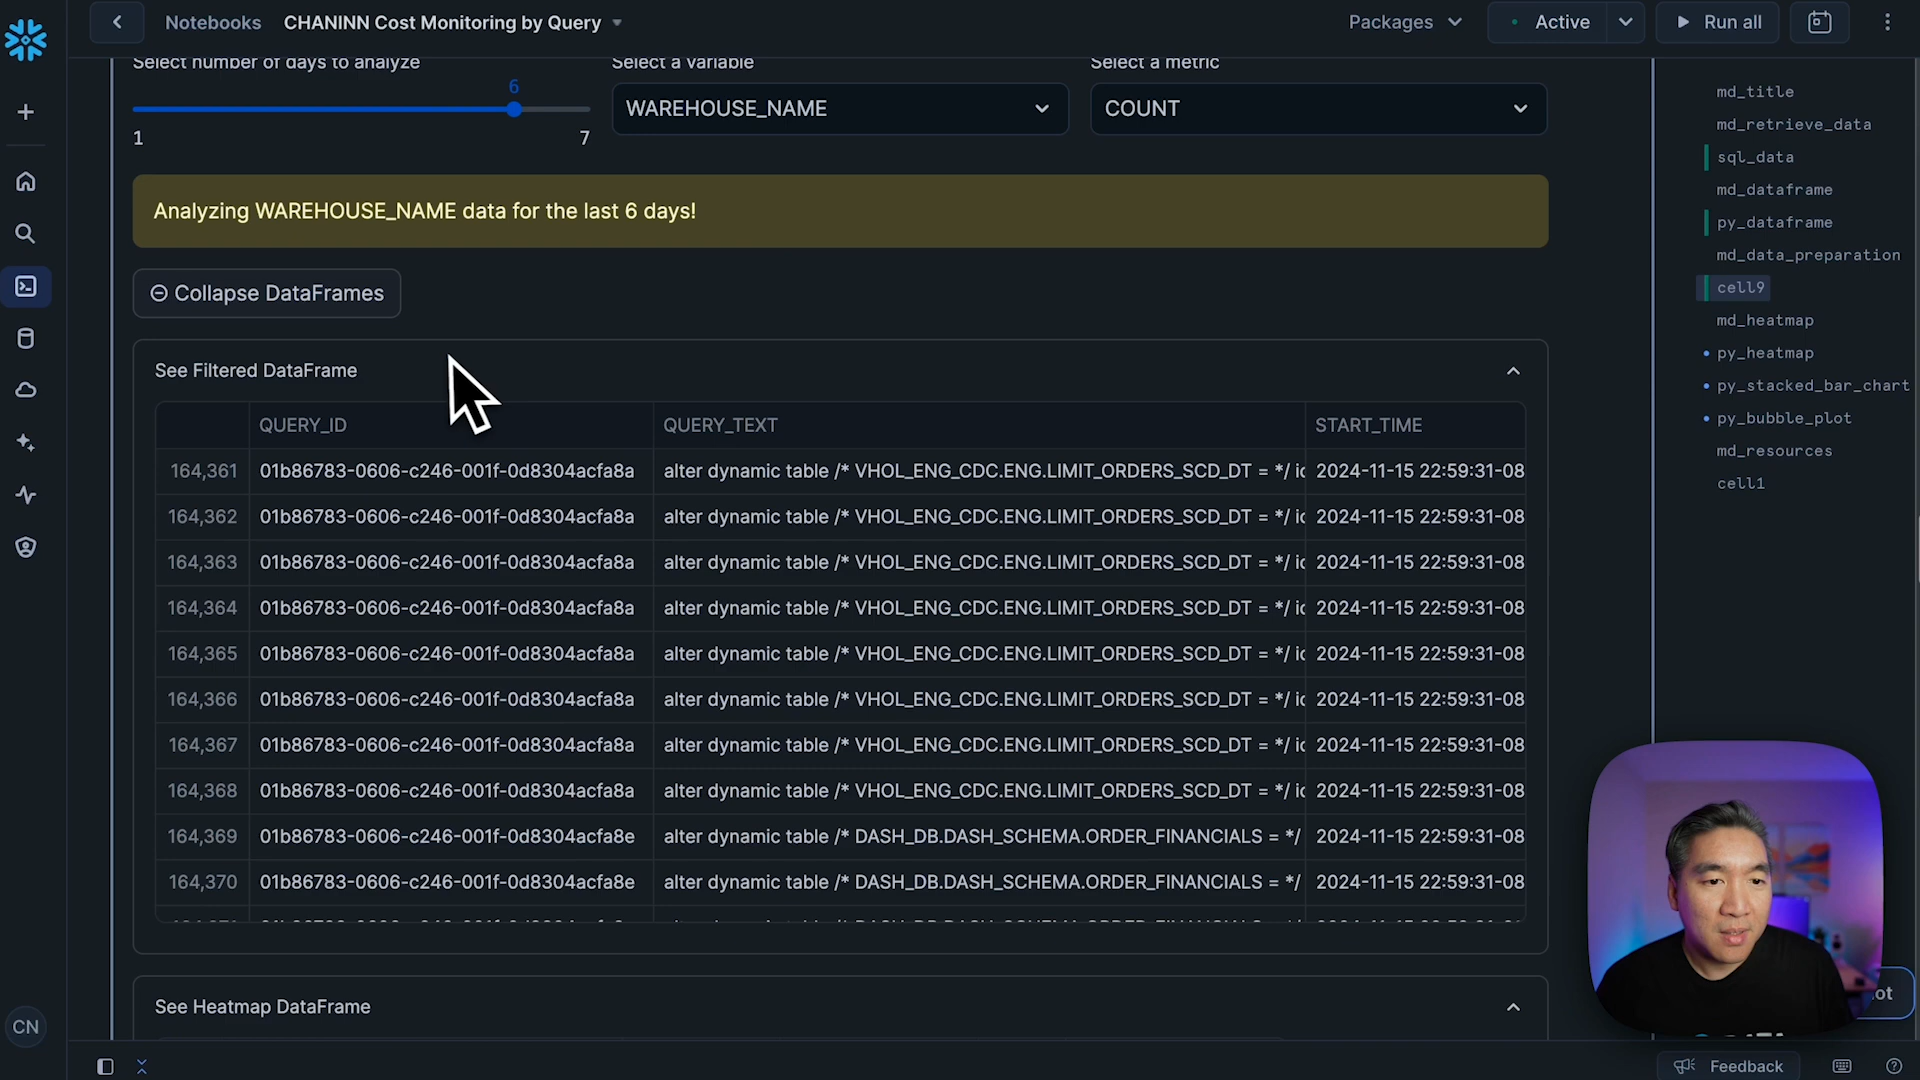 Notebooks CHANINN Cost Monitoring by Query Packages Active Run all
Select number of days to analyze Select a variable Select a metric
6
WAREHOUSE_NAME COUNT
1 7
Analyzing WAREHOUSE_NAME data for the last 6 days!
Collapse DataFrames
See Filtered DataFrame
QUERY_ID QUERY_TEXT START_TIME
164,361 01b86783-0606-c246-001f-0d8304acfa8a alter dynamic table /* VHOL_ENG_CDC.ENG.LIMIT_ORDERS_SCD_DT = */ 2024-11-15 22:59:31-08
164,362 01b86783-0606-c246-001f-0d8304acfa8a alter dynamic table /* VHOL_ENG_CDC.ENG.LIMIT_ORDERS_SCD_DT = */ 2024-11-15 22:59:31-08
164,363 01b86783-0606-c246-001f-0d8304acfa8a alter dynamic table /* VHOL_ENG_CDC.ENG.LIMIT_ORDERS_SCD_DT = */ 2024-11-15 22:59:31-08
164,364 01b86783-0606-c246-001f-0d8304acfa8a alter dynamic table /* VHOL_ENG_CDC.ENG.LIMIT_ORDERS_SCD_DT = */ 2024-11-15 22:59:31-08
164,365 01b86783-0606-c246-001f-0d8304acfa8a alter dynamic table /* VHOL_ENG_CDC.ENG.LIMIT_ORDERS_SCD_DT = */ 2024-11-15 22:59:31-08
164,366 01b86783-0606-c246-001f-0d8304acfa8a alter dynamic table /* VHOL_ENG_CDC.ENG.LIMIT_ORDERS_SCD_DT = */ 2024-11-15 22:59:31-08
164,367 01b86783-0606-c246-001f-0d8304acfa8a alter dynamic table /* VHOL_ENG_CDC.ENG.LIMIT_ORDERS_SCD_DT = */ 2024-11-15 22:59:31-08
164,368 01b86783-0606-c246-001f-0d8304acfa8a alter dynamic table /* VHOL_ENG_CDC.ENG.LIMIT_ORDERS_SCD_DT = */ 2024-11-15 22:59:31-08
164,369 01b86783-0606-c246-001f-0d8304acfa8e alter dynamic table /* DASH_DB.DASH_SCHEMA.ORDER_FINANCIALS = */ 2024-11-15 22:59:31-08
164,370 01b86783-0606-c246-001f-0d8304acfa8e alter dynamic table /* DASH_DB.DASH_SCHEMA.ORDER_FINANCIALS = */ 2024-11-15 22:59:31-08
See Heatmap DataFrame
md_title
md_retrieve_data
sql_data
md_dataframe
py_dataframe
md_data_preparation
cell9
md_heatmap
py_heatmap
py_stacked_bar_chart
py_bubble_plot
md_resources
cell1
CN
Feedback